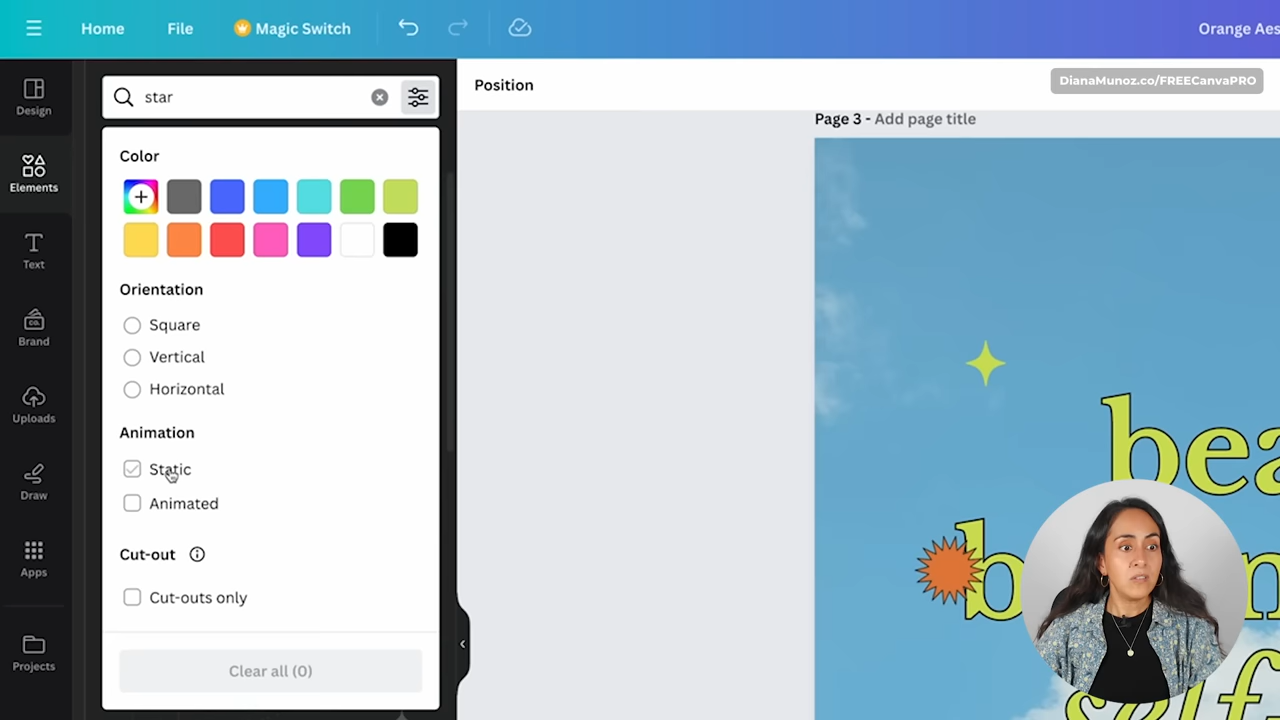 Home File Magic Switch Orange Aes
DianaMunoz.co/FREECanvaPRO
Design
Elements
Text
Brand
CO.
Uploads
Draw
Apps
Projects
star
Color
Orientation
Square
Vertical
Horizontal
Animation
Static
Animated
Cut-out
Cut-outs only
Clear all (0)
Position
Page 3 - Add page title
bea
b
self